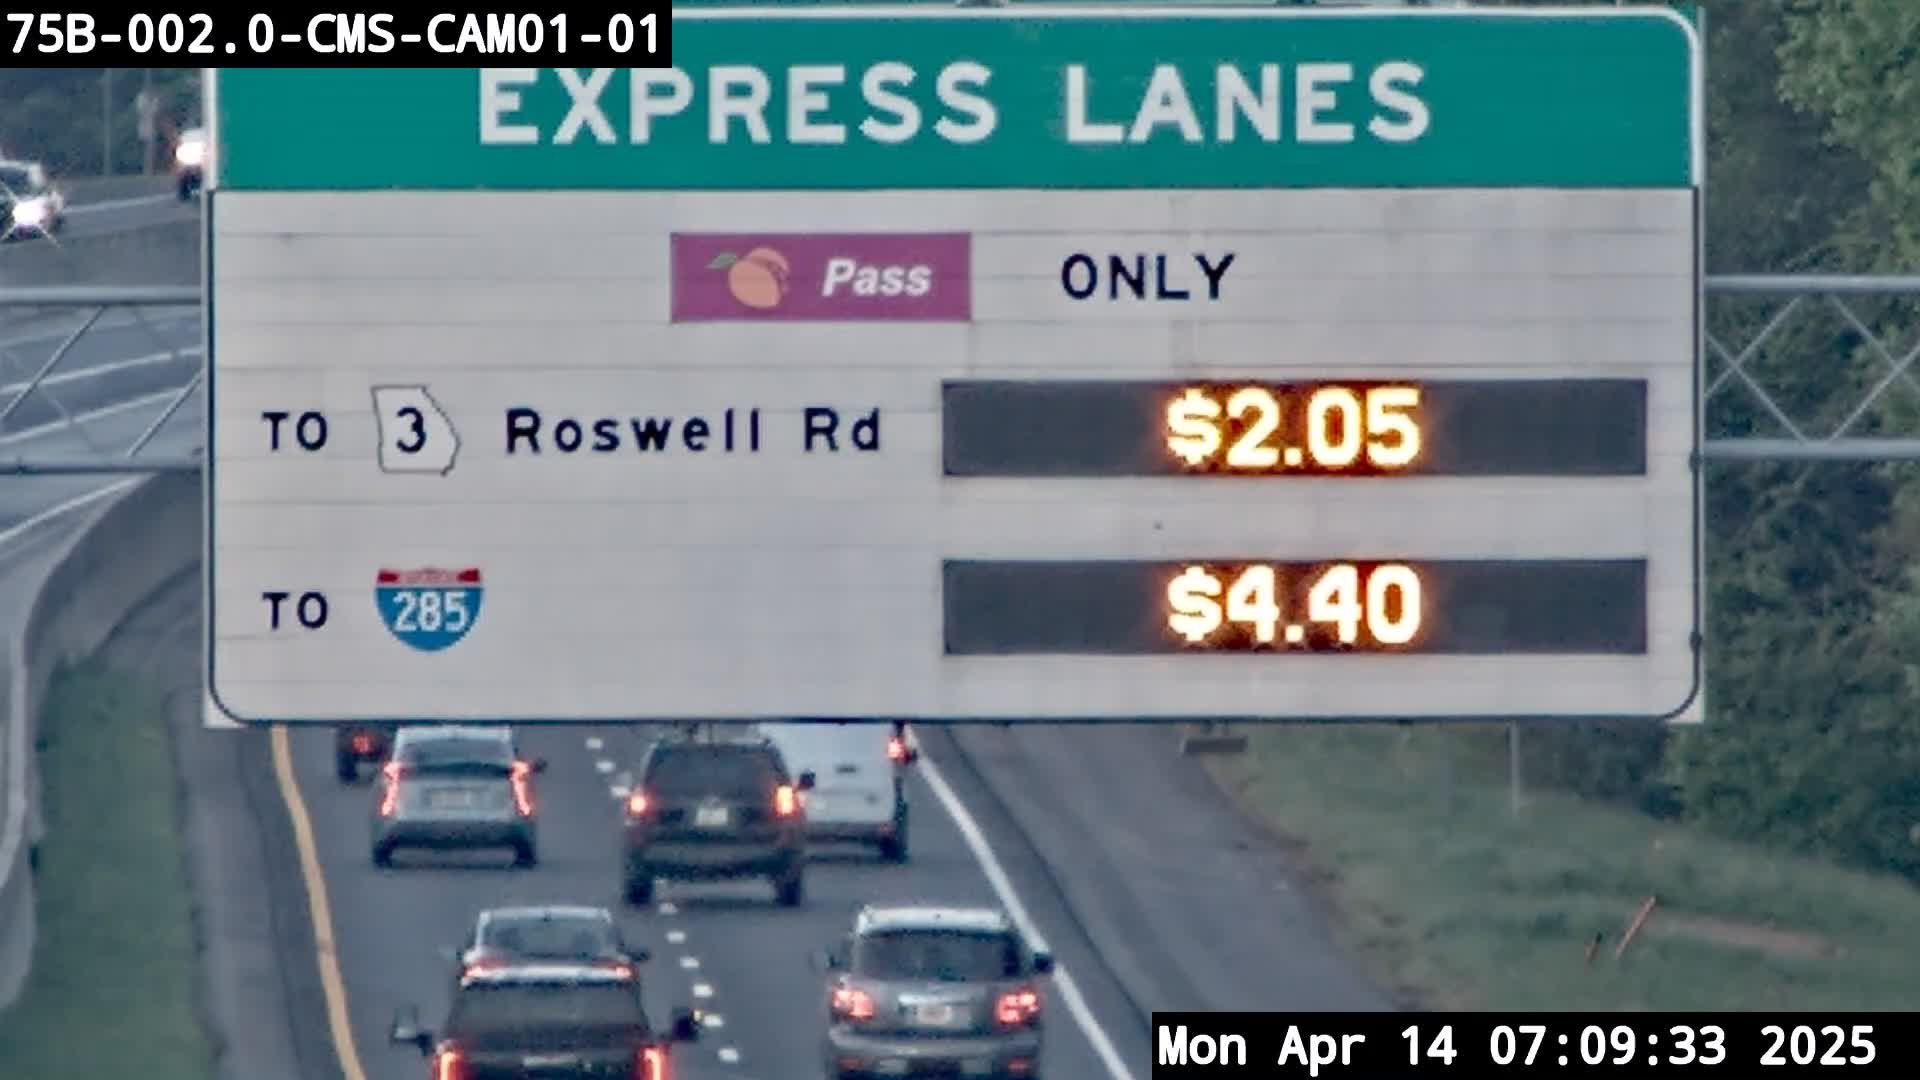 75B-002.0-CMS-CAM01-01
EXPRESS LANES
Pass ONLY
TO 3 Roswell Rd $2.05
TO 285 $4.40
Mon Apr 14 07:09:33 2025